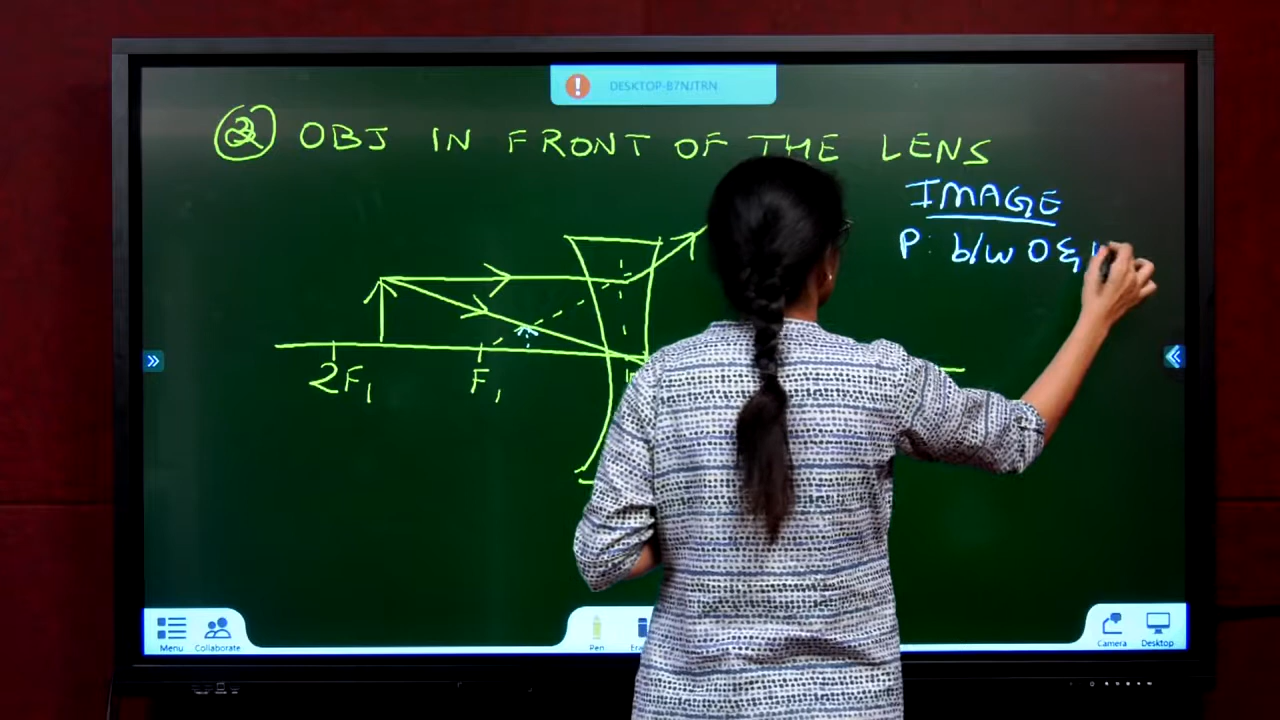 DESKTOP-B7NJTRN
② OBJ IN FRONT OF THE LENS
IMAGE
P: b/w O &
2F₁ F₁
Menu Collaborate Pen Camera Desktop